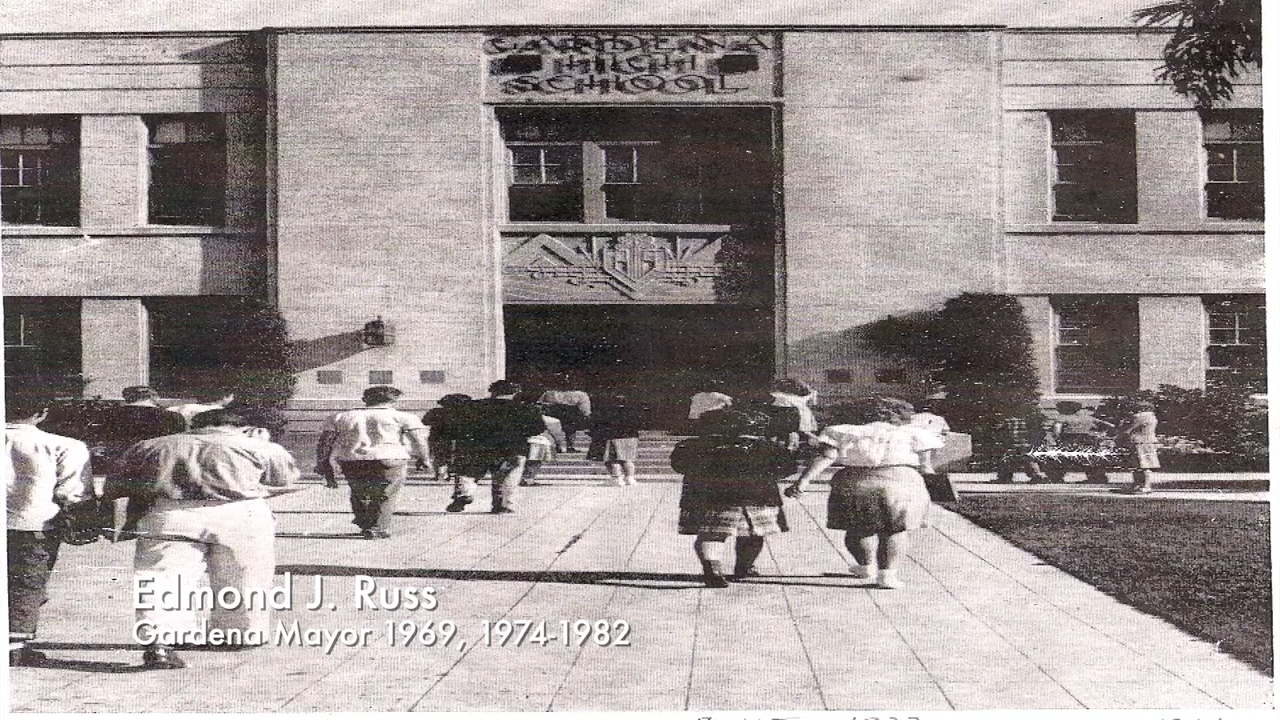 GARDENA
HIGH
SCHOOL
Edmond J. Russ
Gardena Mayor 1969, 1974-1982